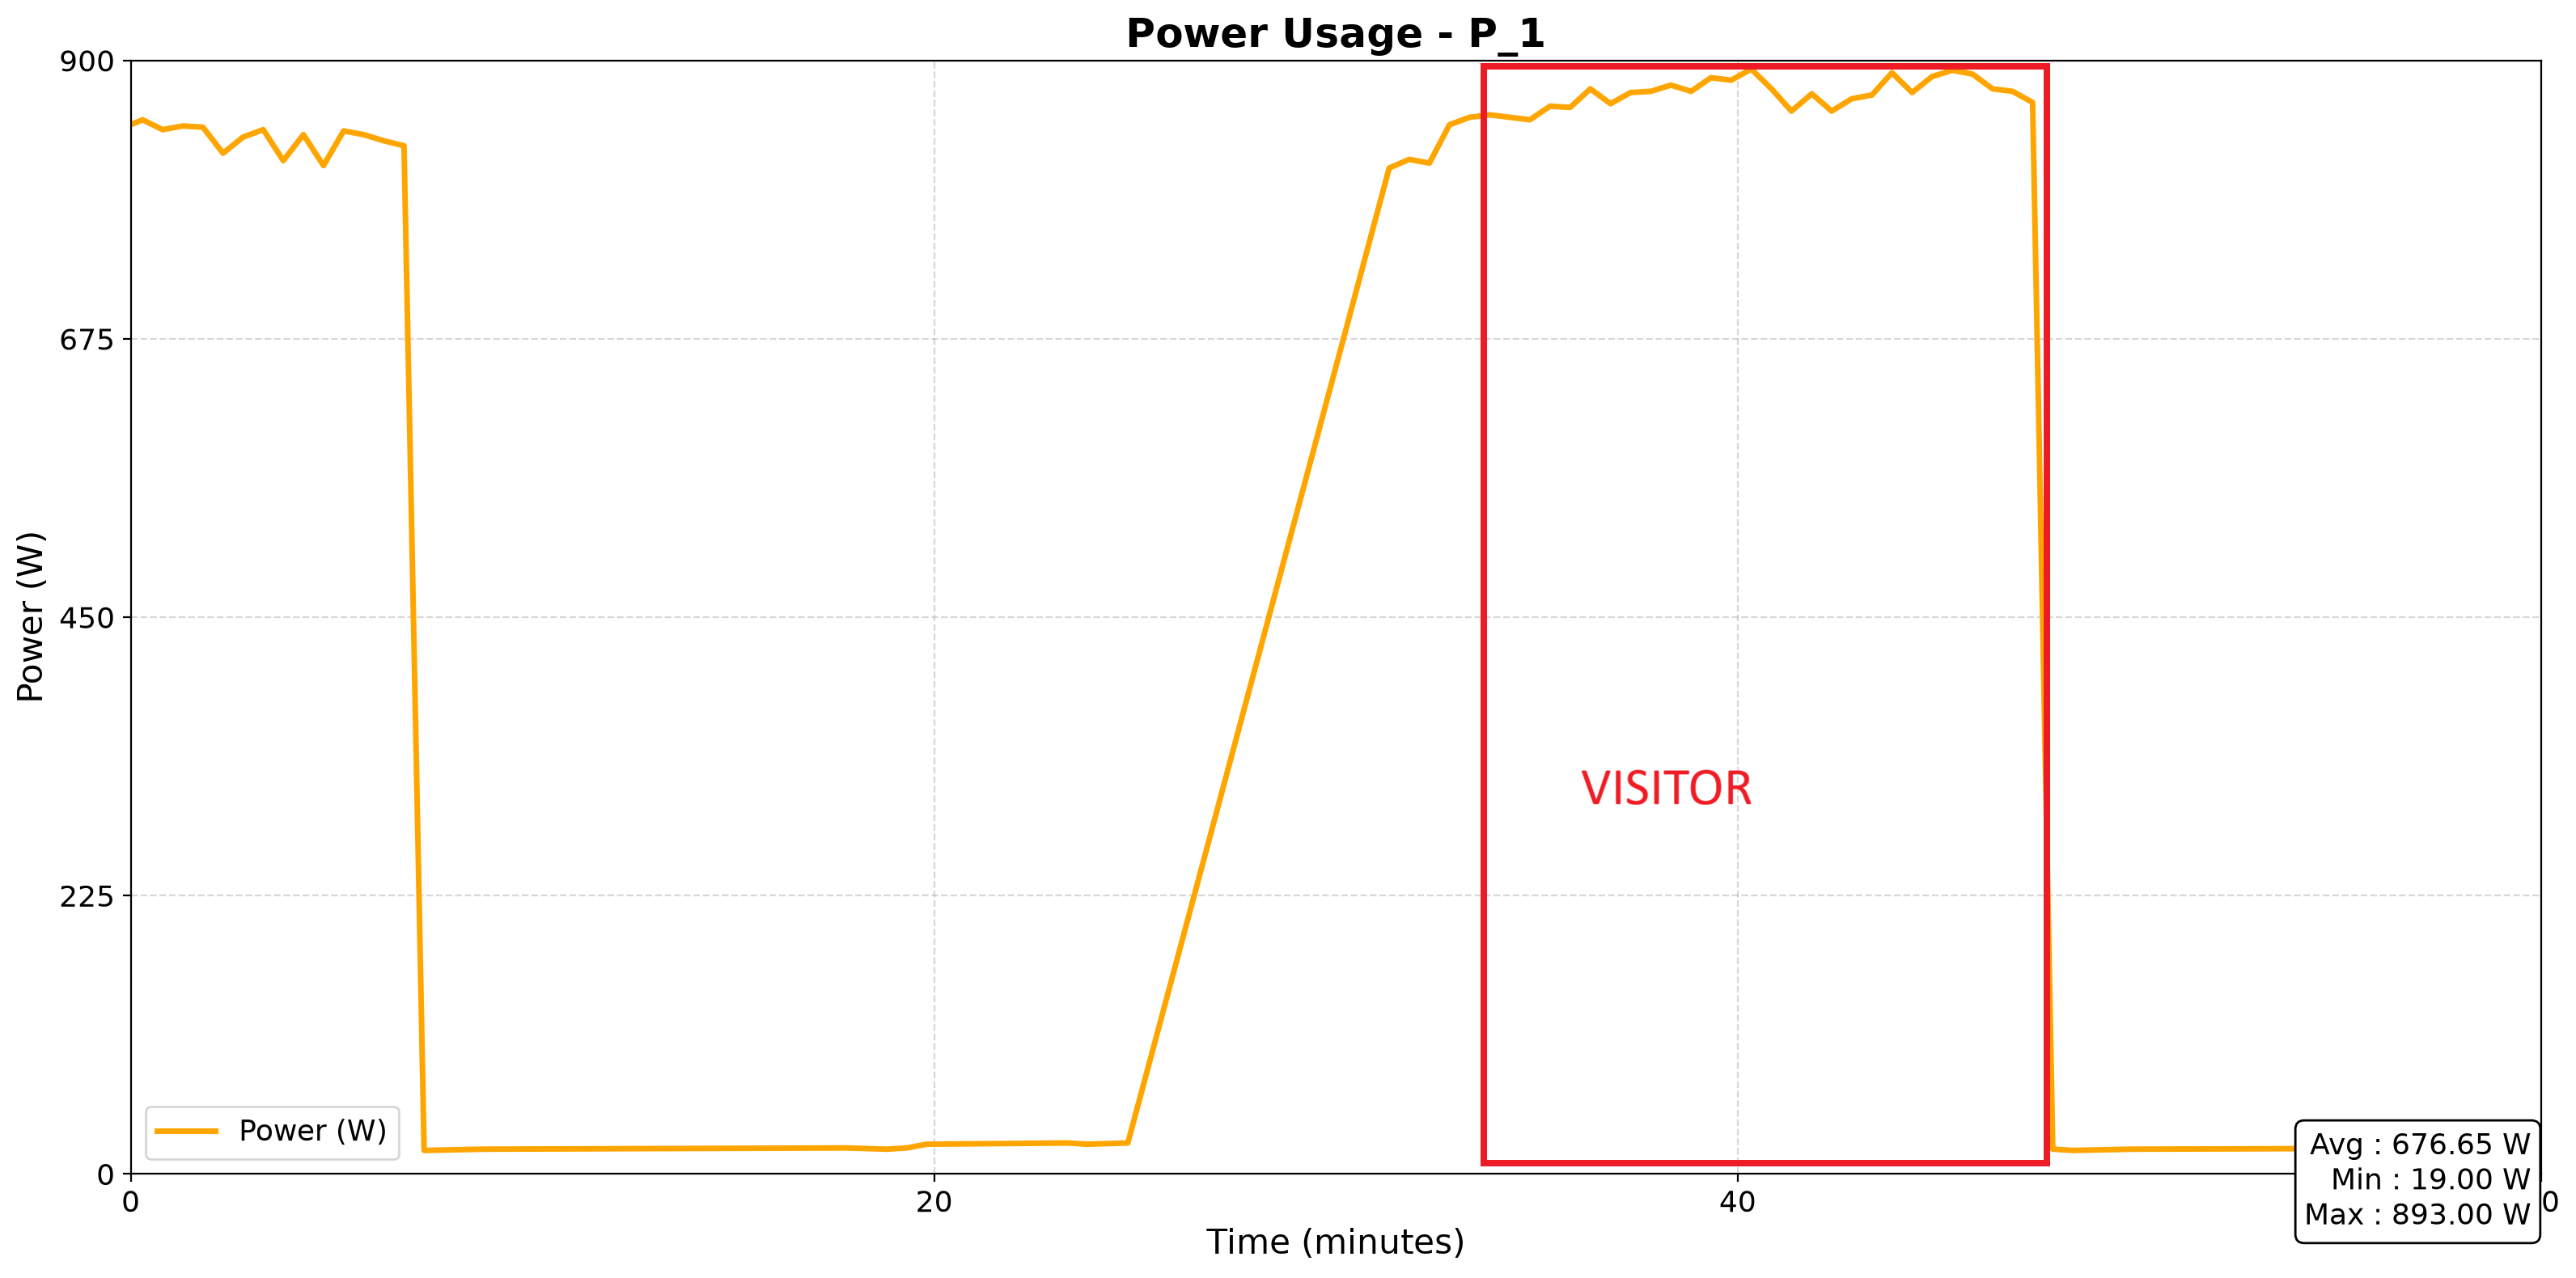 Power Usage - P_1
900
675
450
225
0
Power (W)
VISITOR
Power (W)
Avg : 676.65 W
Min : 19.00 W
Max : 893.00 W
0
20
40
0
Time (minutes)